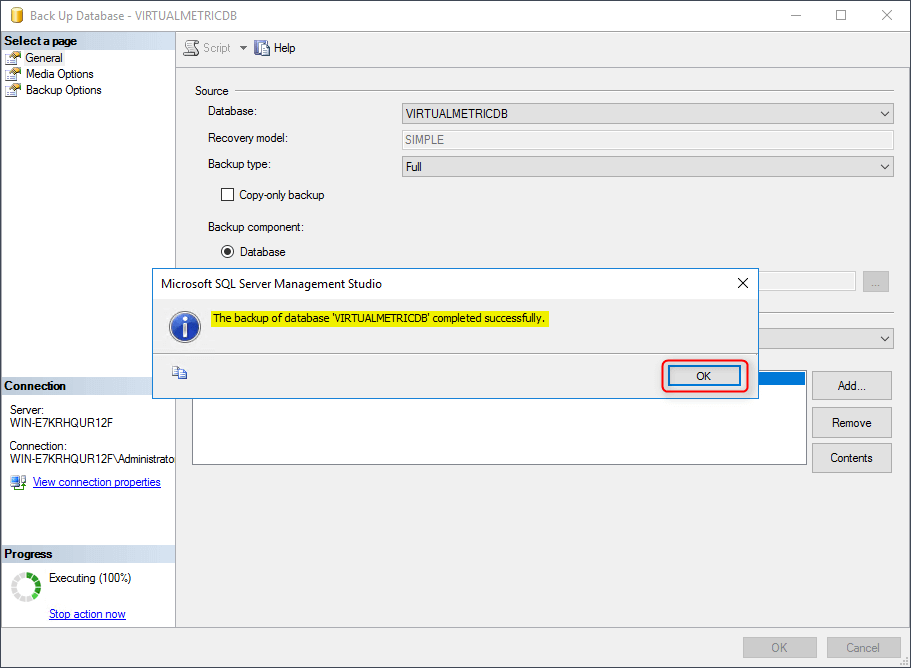 Back Up Database - VIRTUALMETRICDB
Select a page
General
Media Options
Backup Options
Script
Help
Source
Database:
VIRTUALMETRICDB
Recovery model:
SIMPLE
Backup type:
Full
Copy-only backup
Backup component:
Database
...
Microsoft SQL Server Management Studio
The backup of database 'VIRTUALMETRICDB' completed successfully.
OK
Add...
Remove
Contents
Connection
Server:
WIN-E7KRHQUR12F
Connection:
WIN-E7KRHQUR12F\Administrato
View connection properties
Progress
Executing (100%)
Stop action now
OK
Cancel